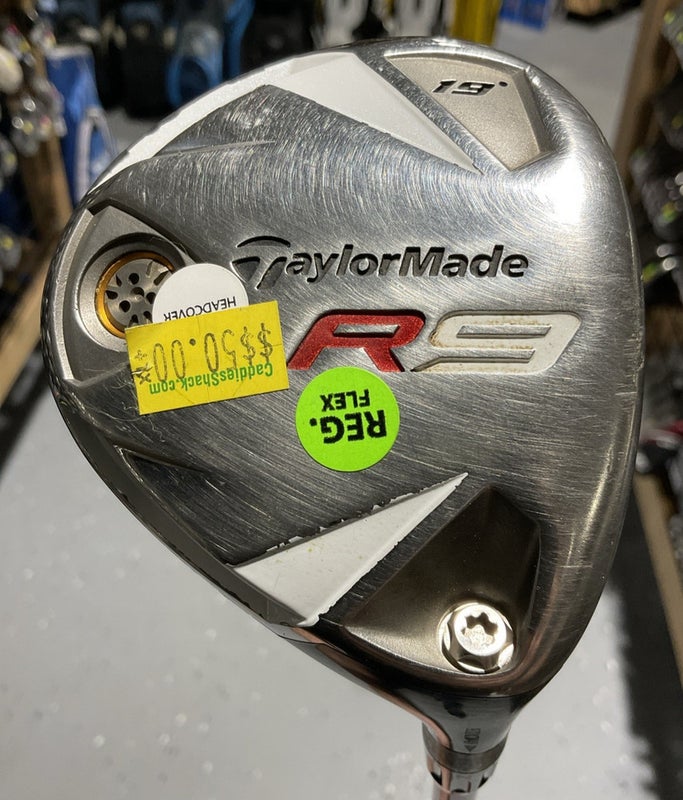 19°
TaylorMade
R9
HEADCOVER
$$50.00
CaddiesShack.com
REG.
FLEX